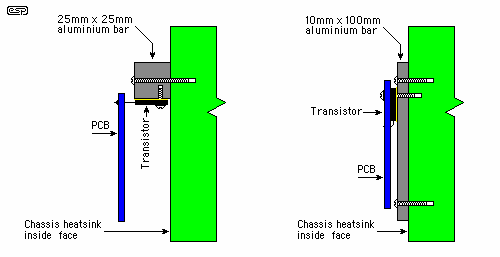 esp
25mm x 25mm
aluminium bar
PCB
Transistor
Chassis heatsink
inside face
10mm x 100mm
aluminium bar
Transistor
PCB
Chassis heatsink
inside face